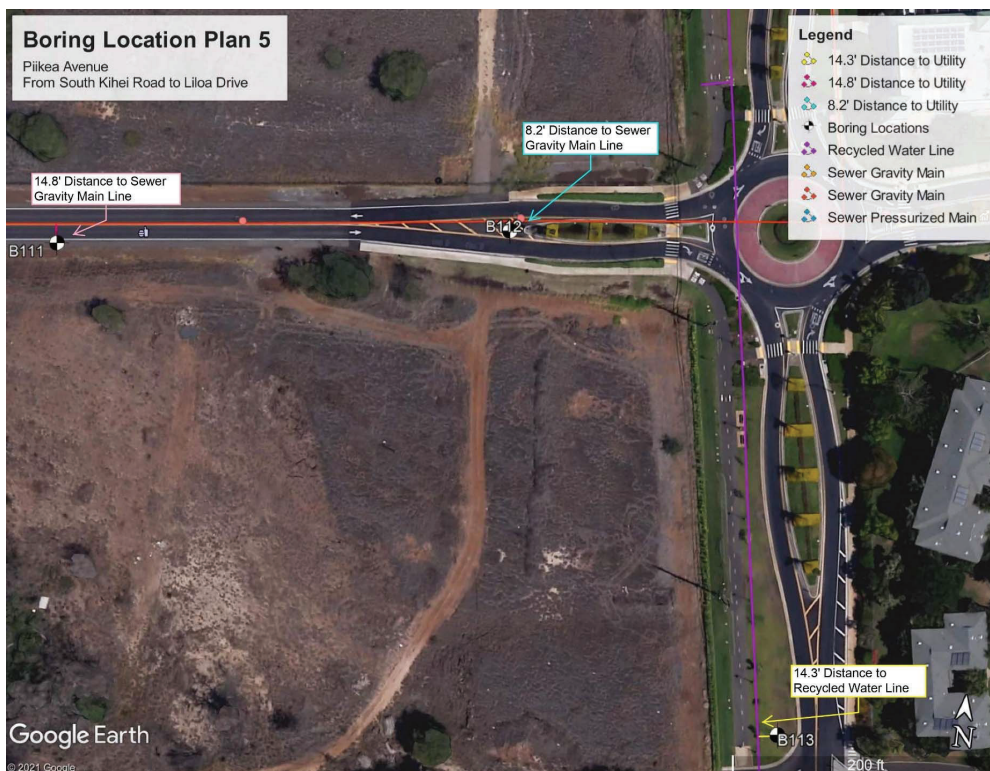 Boring Location Plan 5
Piikea Avenue
From South Kihei Road to Liloa Drive
Legend
14.3' Distance to Utility
14.8' Distance to Utility
8.2' Distance to Utility
Boring Locations
Recycled Water Line
Sewer Gravity Main
Sewer Gravity Main
Sewer Pressurized Main
8.2' Distance to Sewer
Gravity Main Line
14.8' Distance to Sewer
Gravity Main Line
B111
B112
14.3' Distance to
Recycled Water Line
B113
Google Earth
N
© 2021 Google
200 ft